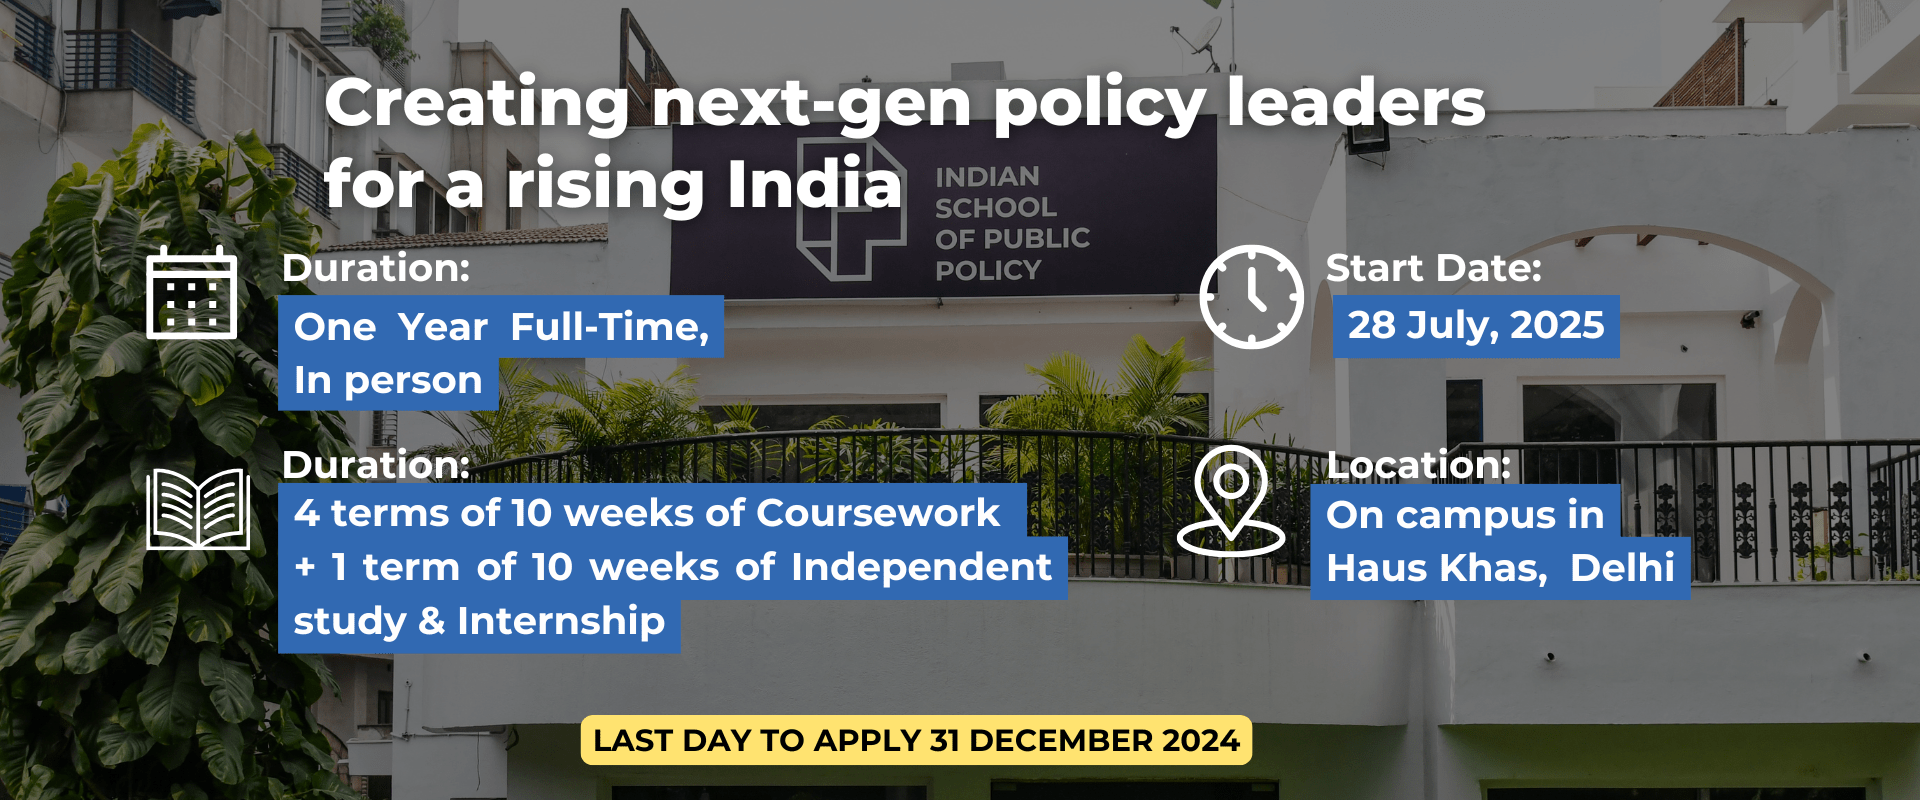 Creating next-gen policy leaders
for a rising India
INDIAN
SCHOOL
OF PUBLIC
POLICY
Duration:
One Year Full-Time,
In person
Start Date:
28 July, 2025
Duration:
4 terms of 10 weeks of Coursework
+ 1 term of 10 weeks of Independent
study & Internship
Location:
On campus in
Haus Khas, Delhi
LAST DAY TO APPLY 31 DECEMBER 2024